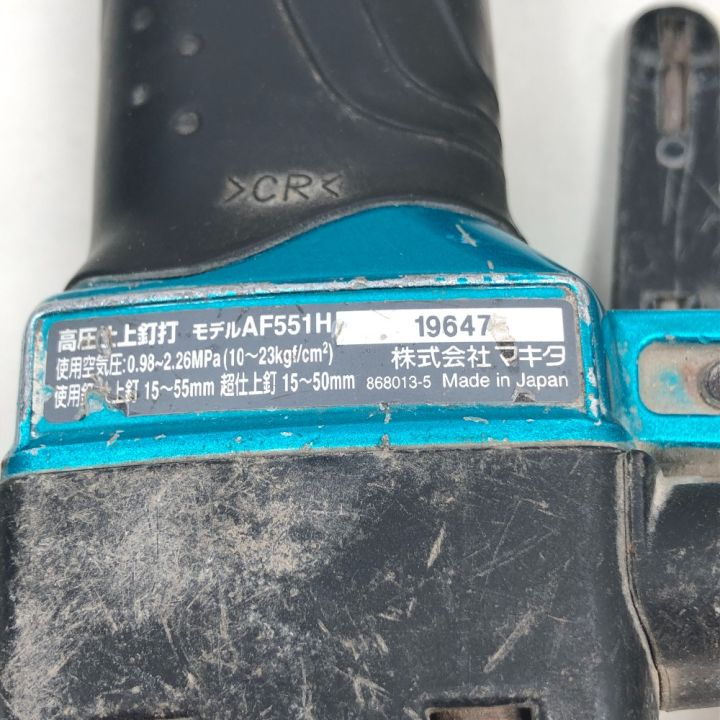 >CR<
高圧仕上釘打 モデルAF551H 19647
使用空気圧:0.98~2.26MPa(10~23kgf/cm²) 株式会社マキタ
上釘 15~55mm 超仕上釘 15~50mm 868013-5 Made in Japan